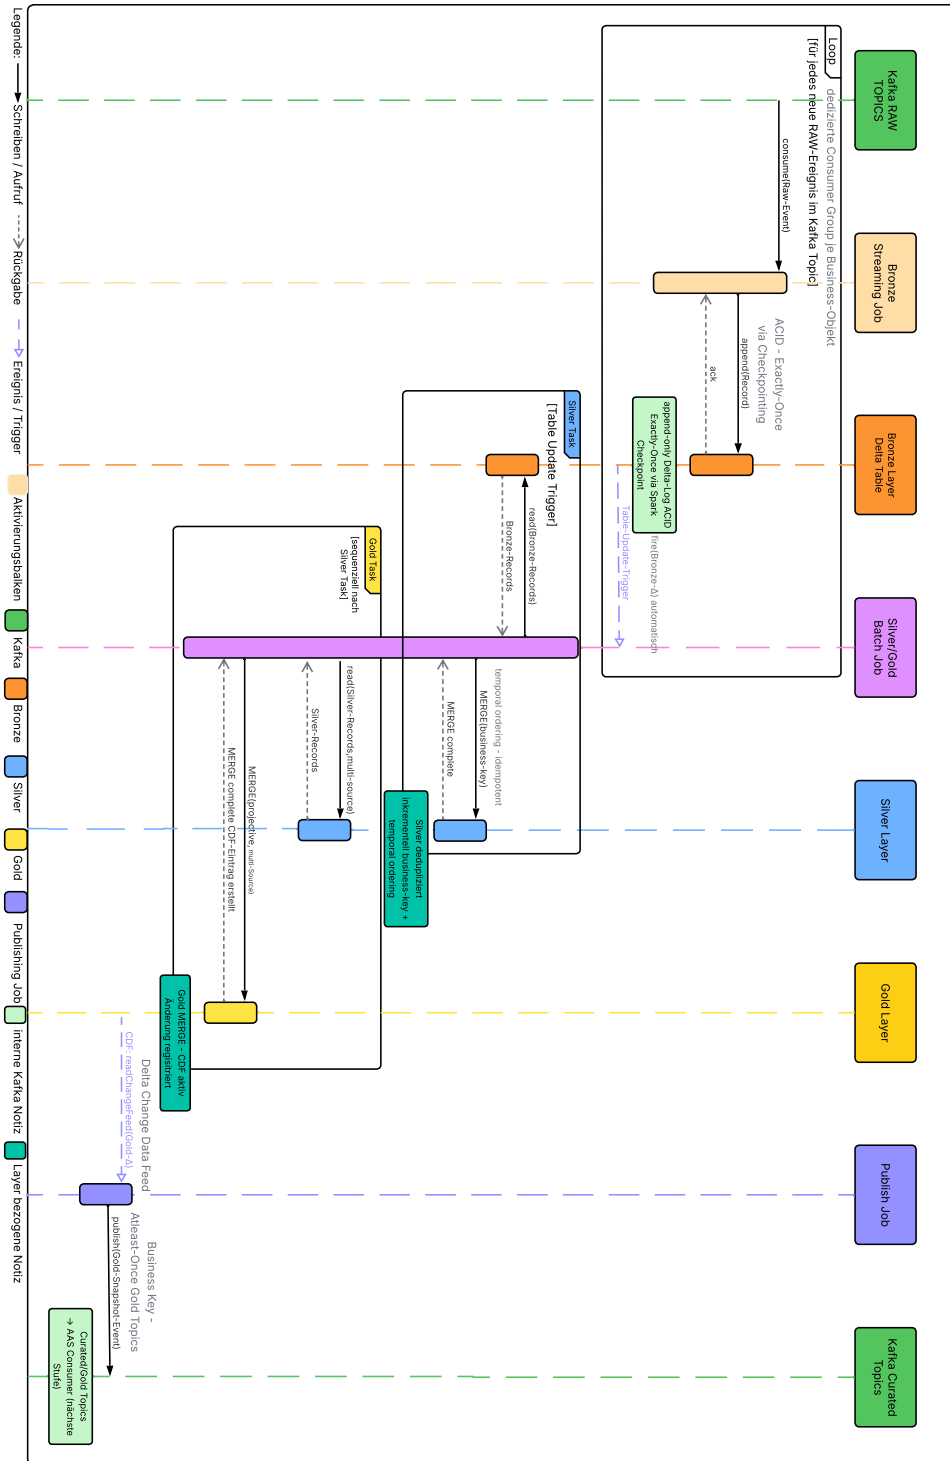 Kafka RAW
TOPICS
Bronze
Streaming Job
Bronze Layer
Delta Table
Silver/Gold
Batch Job
Silver Layer
Gold Layer
Publish Job
Kafka Curated
Topics
Loop
dedizierte Consumer Group je Business-Objekt
[für jedes neue RAW-Ereignis im Kafka Topic]
consume(Raw-Event)
ACID - Exactly-Once
via Checkpointing
append(Record)
ack
append-only Delta-Log ACID
Exactly-Once via Spark
Checkpoint
fire(Bronze-Δ) automatisch
Table-Update-Trigger
Silver Task
[Table Update Trigger]
read(Bronze-Records)
Bronze-Records
temporal ordering - idempotent
MERGE(business-key)
MERGE complete
Silver dedupliziert
inkrementell business-key +
temporal ordering
Gold Task
[sequenziell nach
Silver Task]
read(Silver-Records,multi-source)
Silver-Records
MERGE(projective, multi-Source)
MERGE complete CDF-Eintrag erstellt
Gold MERGE - CDF aktiv
Änderung regisitriert
Delta Change Data Feed
CDF: readChangeFeed(Gold-Δ)
Business Key -
Atleast-Once Gold Topics
publish(Gold-Snapshot-Event)
Curated/Gold Topics
→ AAS Consumer (nächste
Stufe)
Legende:
Schreiben / Aufruf
Rückgabe
Ereignis / Trigger
Aktivierungsbalken
Kafka
Bronze
Silver
Gold
Publishing Job
interne Kafka Notiz
Layer bezogene Notiz